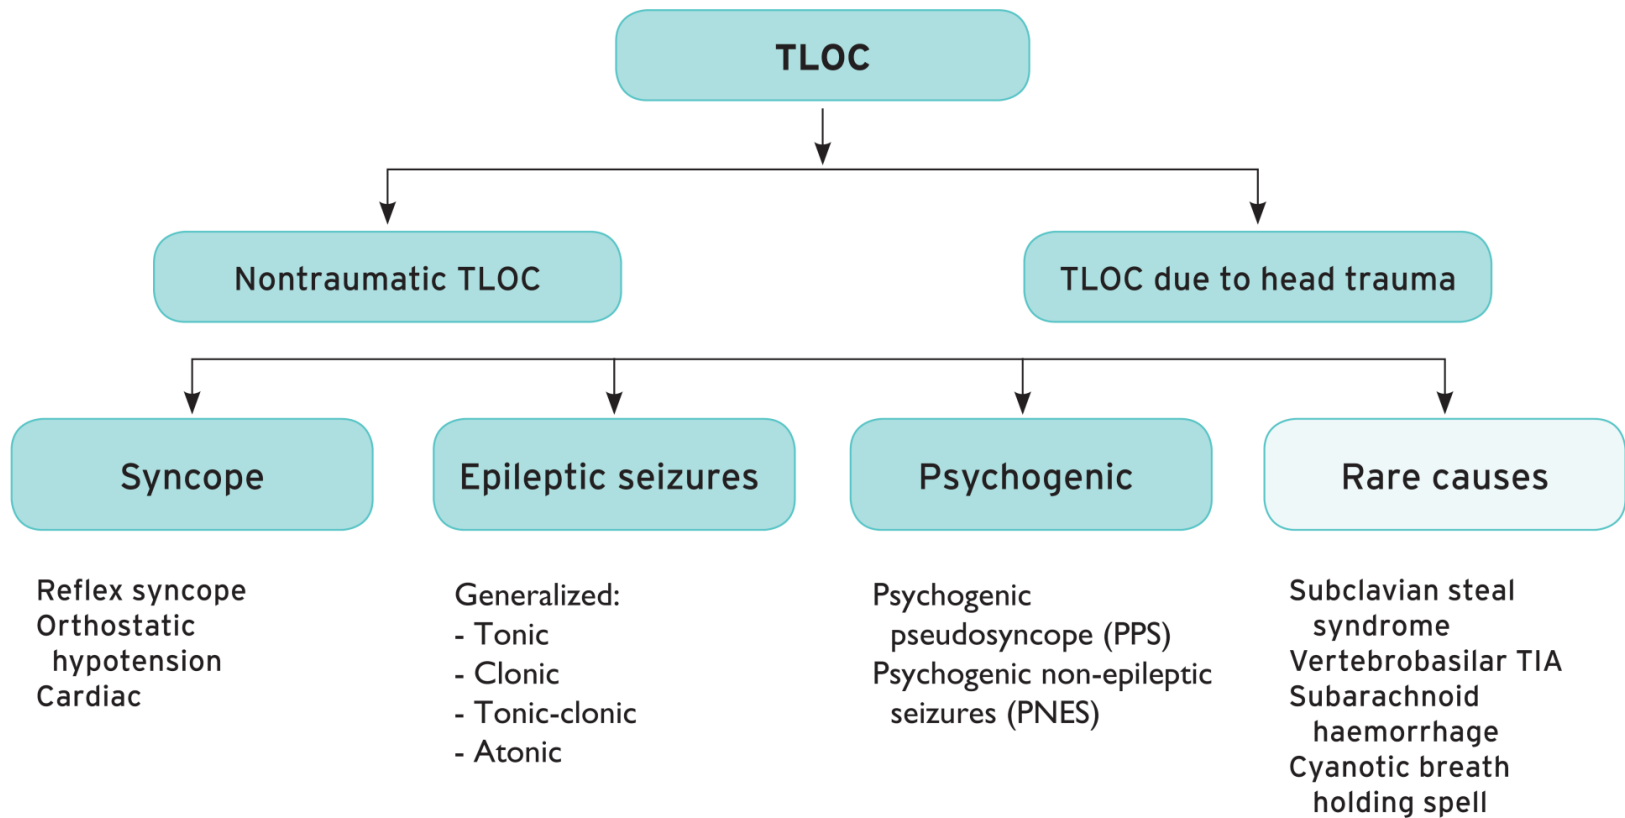 TLOC
Nontraumatic TLOC
TLOC due to head trauma
Syncope
Epileptic seizures
Psychogenic
Rare causes
Reflex syncope
Orthostatic
hypotension
Cardiac
Generalized:
- Tonic
- Clonic
- Tonic-clonic
- Atonic
Psychogenic
pseudosyncope (PPS)
Psychogenic non-epileptic
seizures (PNES)
Subclavian steal
syndrome
Vertebrobasilar TIA
Subarachnoid
haemorrhage
Cyanotic breath
holding spell